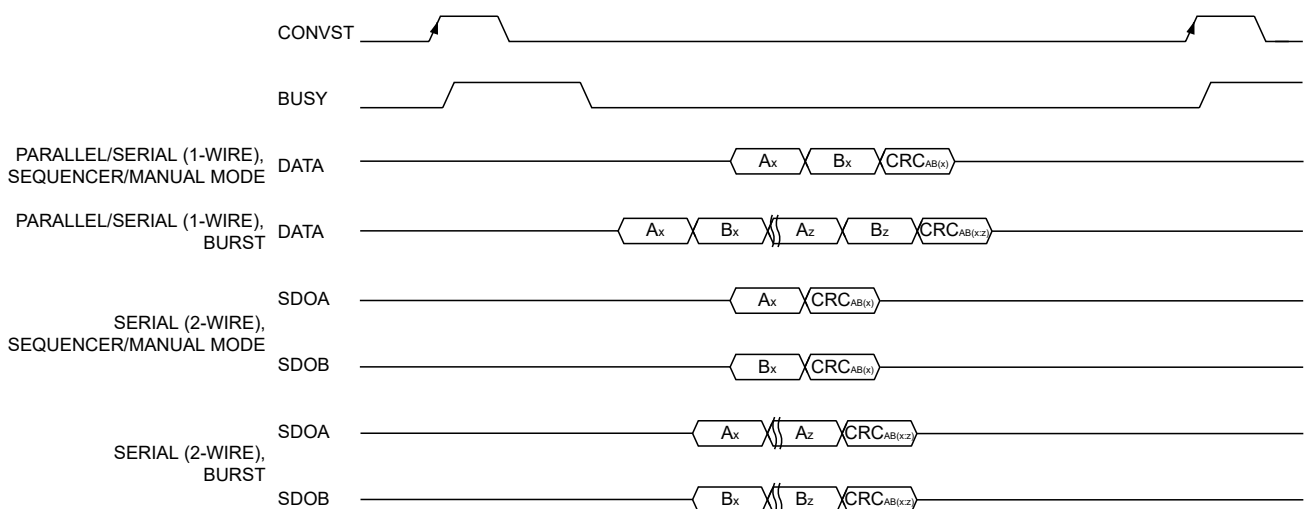 CONVST
BUSY
PARALLEL/SERIAL (1-WIRE),
SEQUENCER/MANUAL MODE
DATA
Ax
Bx
CRCAB(x)
PARALLEL/SERIAL (1-WIRE),
BURST
DATA
Ax
Bx
Az
Bz
CRCAB(x:z)
SERIAL (2-WIRE),
SEQUENCER/MANUAL MODE
SDOA
Ax
CRCAB(x)
SDOB
Bx
CRCAB(x)
SERIAL (2-WIRE),
BURST
SDOA
Ax
Az
CRCAB(x:z)
SDOB
Bx
Bz
CRCAB(x:z)